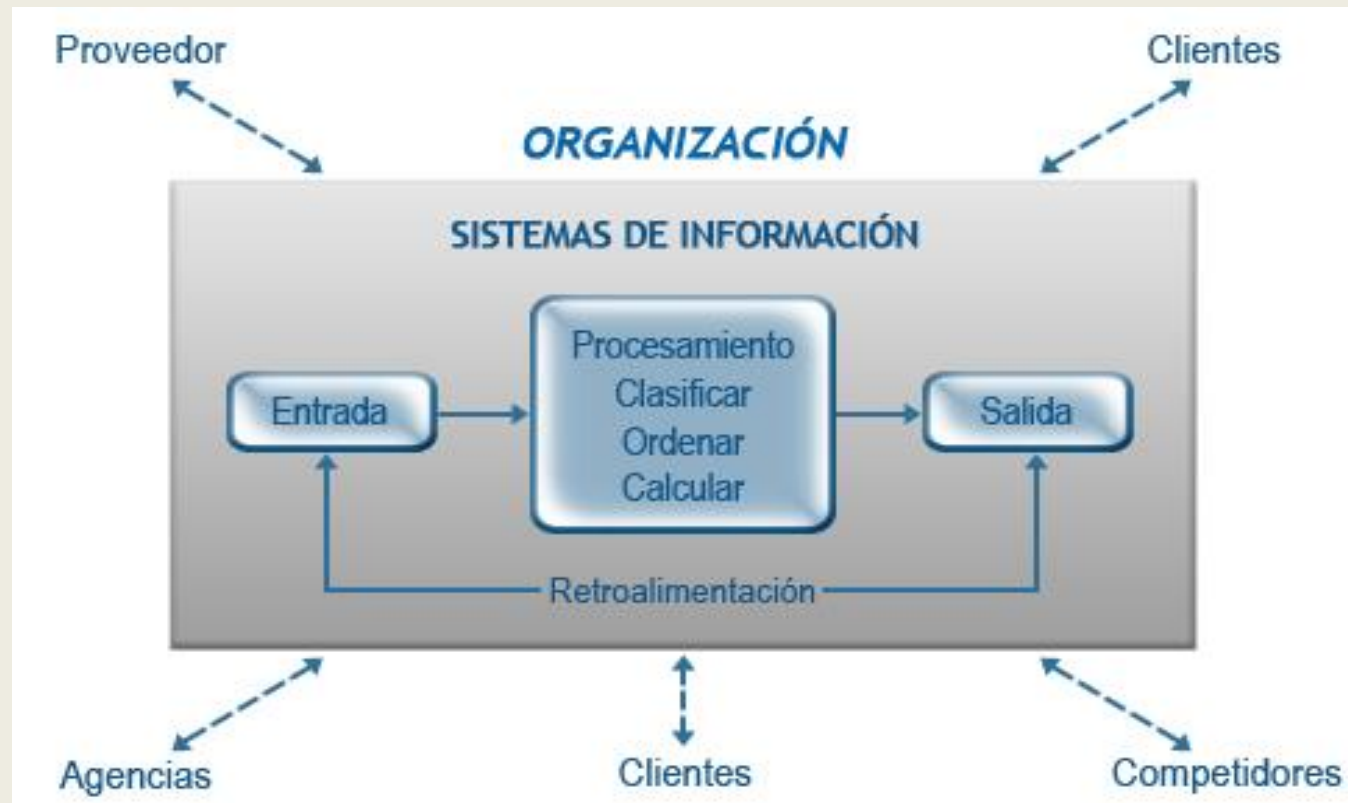 Proveedor
Clientes
ORGANIZACIÓN
SISTEMAS DE INFORMACIÓN
Entrada
Procesamiento
Clasificar
Ordenar
Calcular
Salida
Retroalimentación
Agencias
Clientes
Competidores